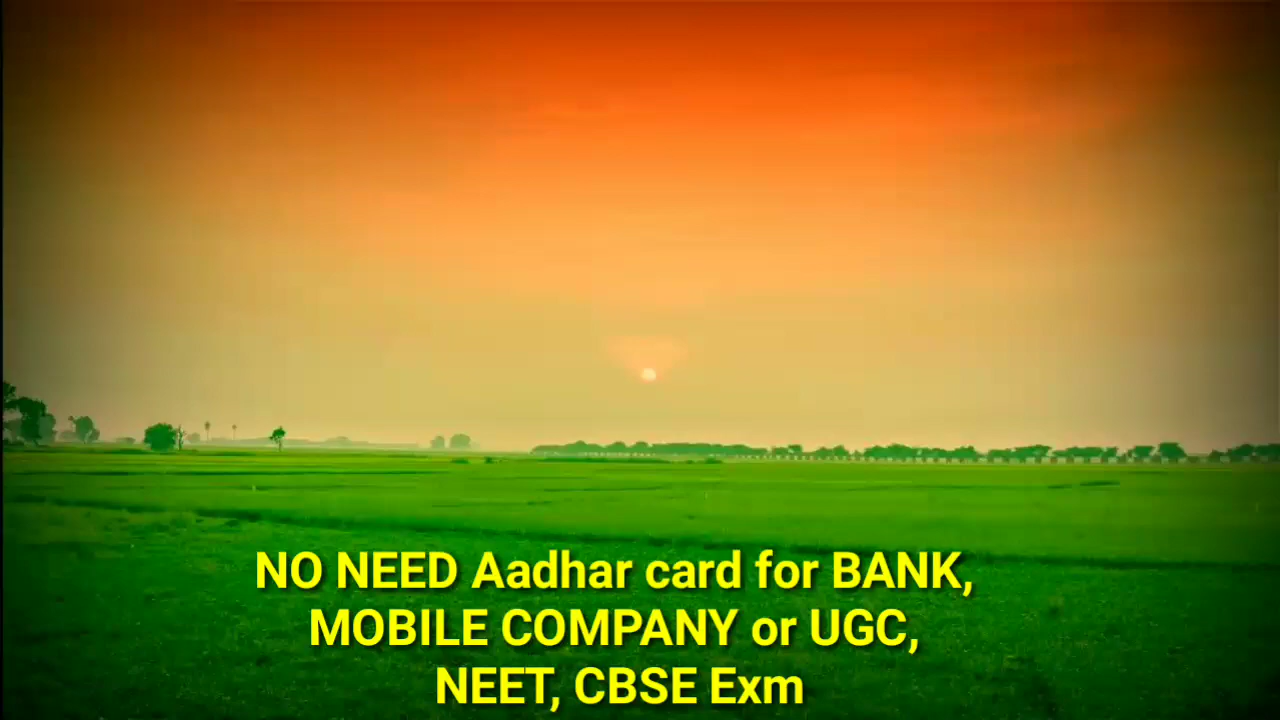 NO NEED Aadhar card for BANK,
MOBILE COMPANY or UGC,
NEET, CBSE Exm